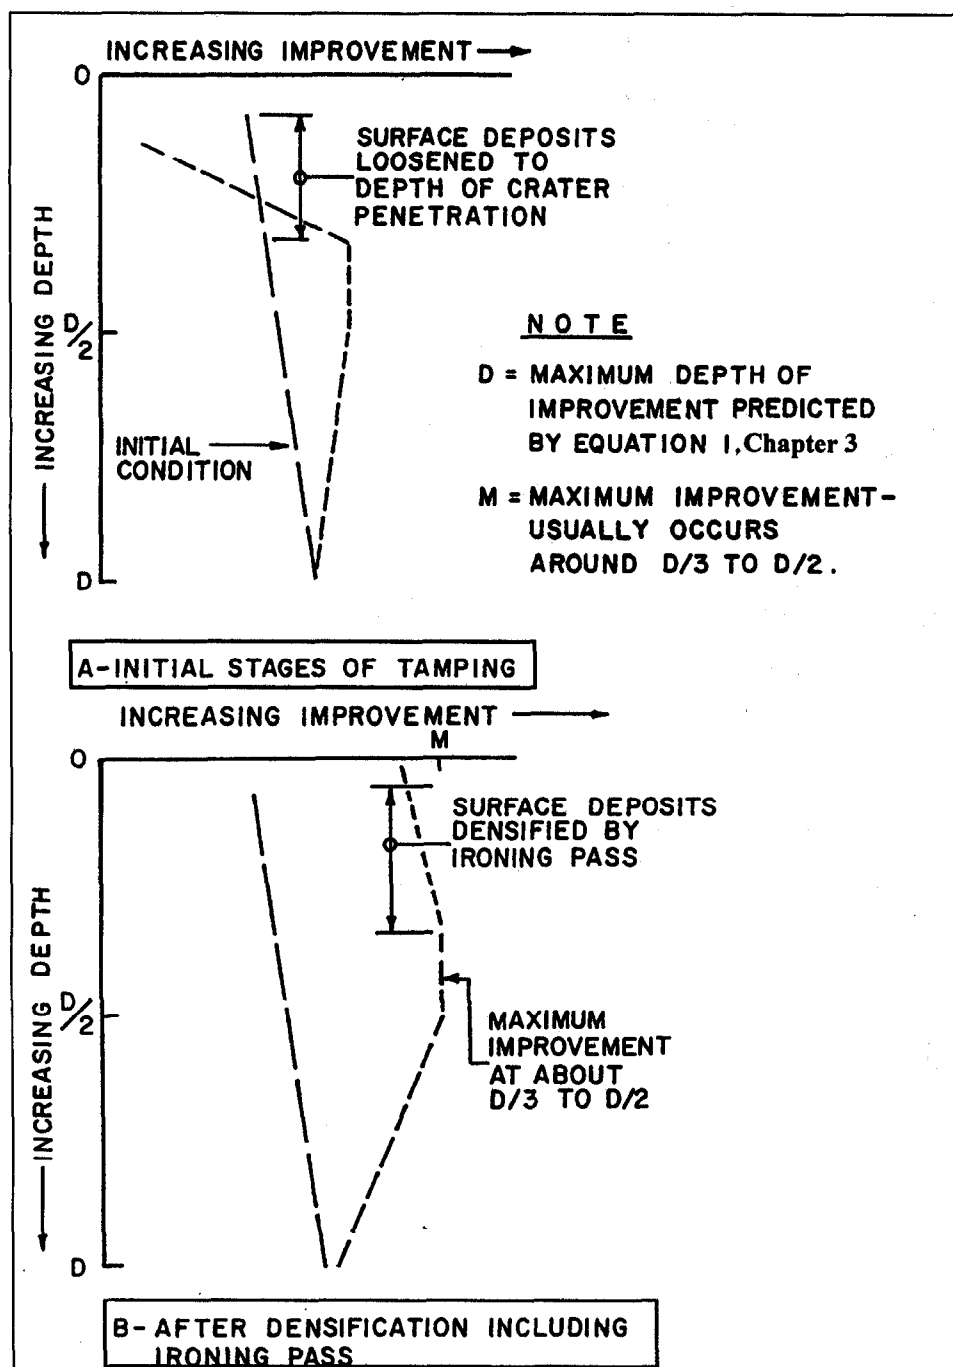 INCREASING IMPROVEMENT
O
SURFACE DEPOSITS
LOOSENED TO
DEPTH OF CRATER
PENETRATION
INCREASING DEPTH
D/2
INITIAL
CONDITION
D
NOTE
D = MAXIMUM DEPTH OF
IMPROVEMENT PREDICTED
BY EQUATION 1, Chapter 3
M = MAXIMUM IMPROVEMENT-
USUALLY OCCURS
AROUND D/3 TO D/2.
A-INITIAL STAGES OF TAMPING
INCREASING IMPROVEMENT
M
O
SURFACE DEPOSITS
DENSIFIED BY
IRONING PASS
INCREASING DEPTH
D/2
MAXIMUM
IMPROVEMENT
AT ABOUT
D/3 TO D/2
D
B- AFTER DENSIFICATION INCLUDING
IRONING PASS